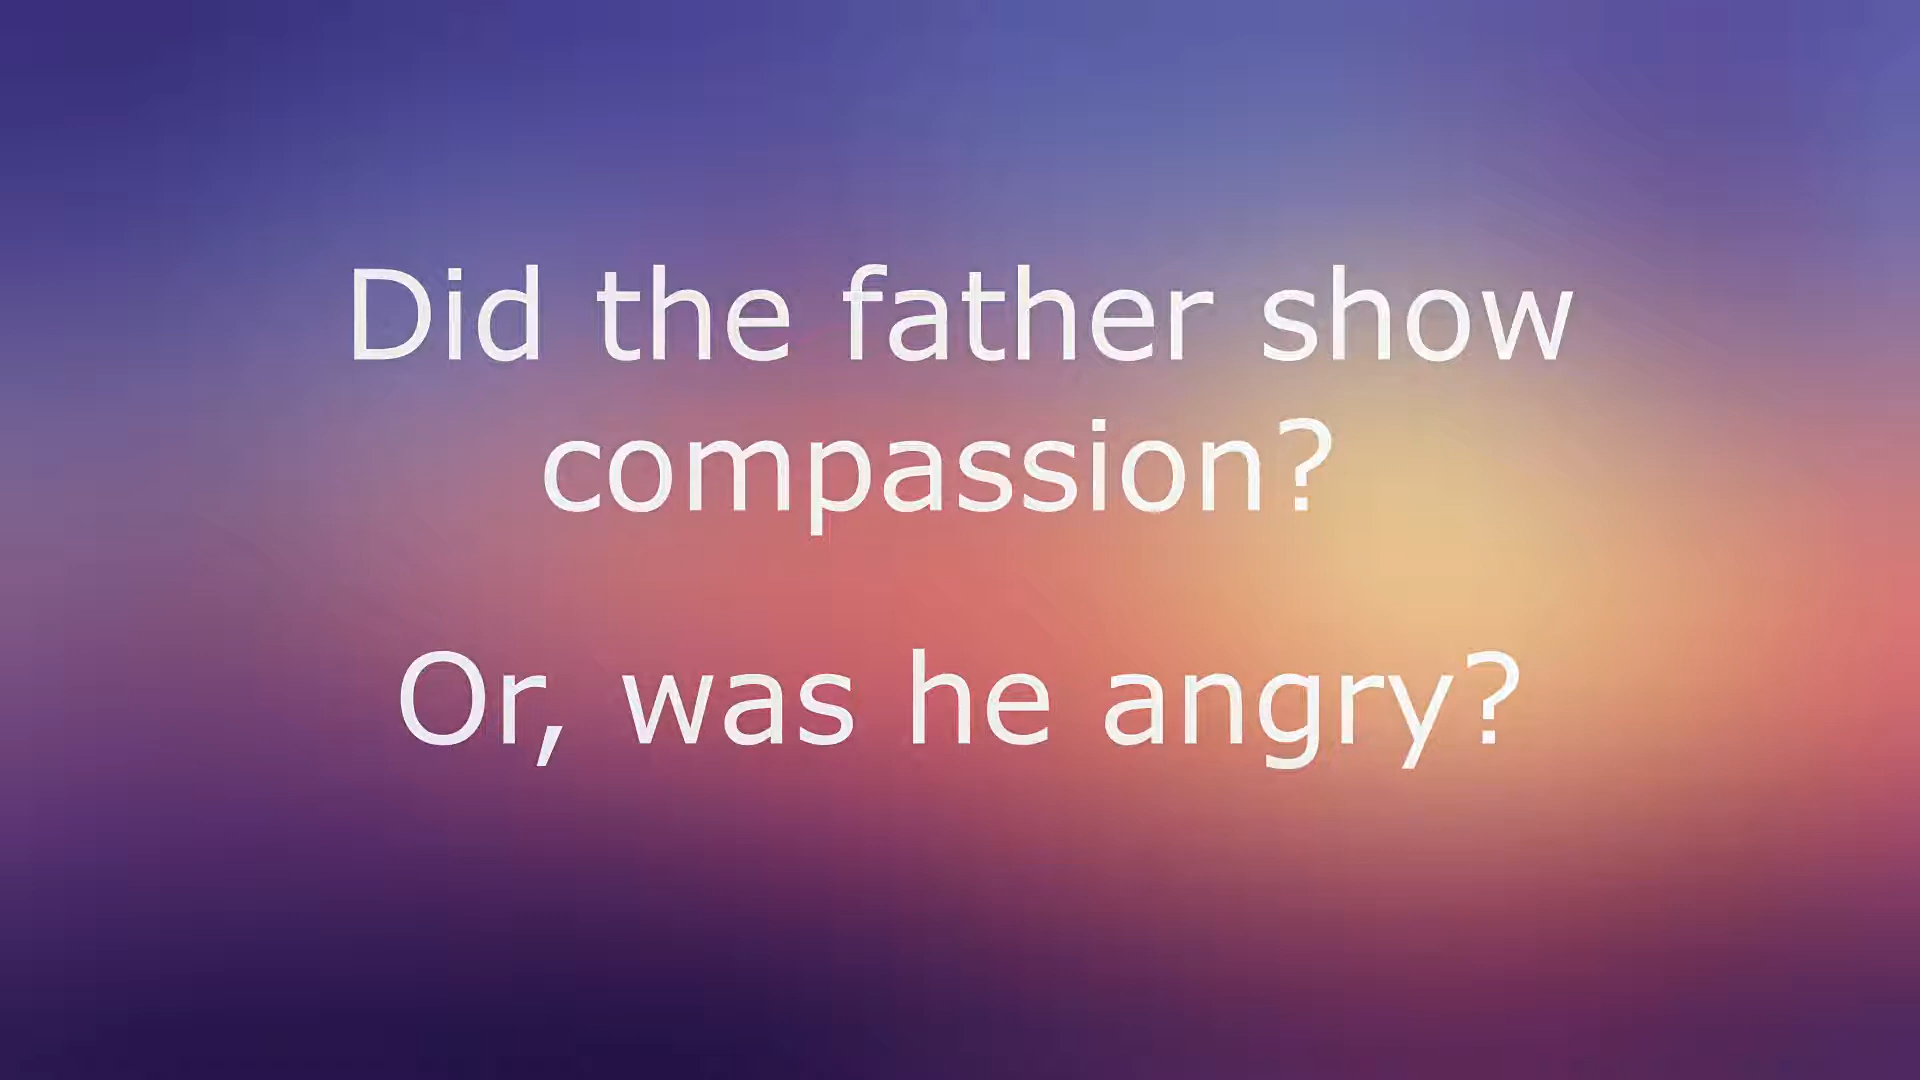 Did the father show
compassion?
Or, was he angry?